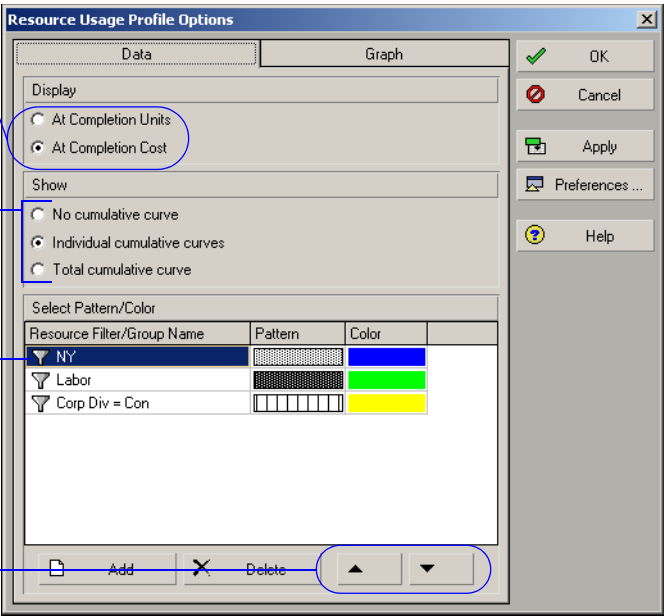 Resource Usage Profile Options
Data Graph
Display
At Completion Units
At Completion Cost
Show
No cumulative curve
Individual cumulative curves
Total cumulative curve
Select Pattern/Color
Resource Filter/Group Name Pattern Color
NY
Labor
Corp Div = Con
Add Delete
OK
Cancel
Apply
Preferences ...
Help